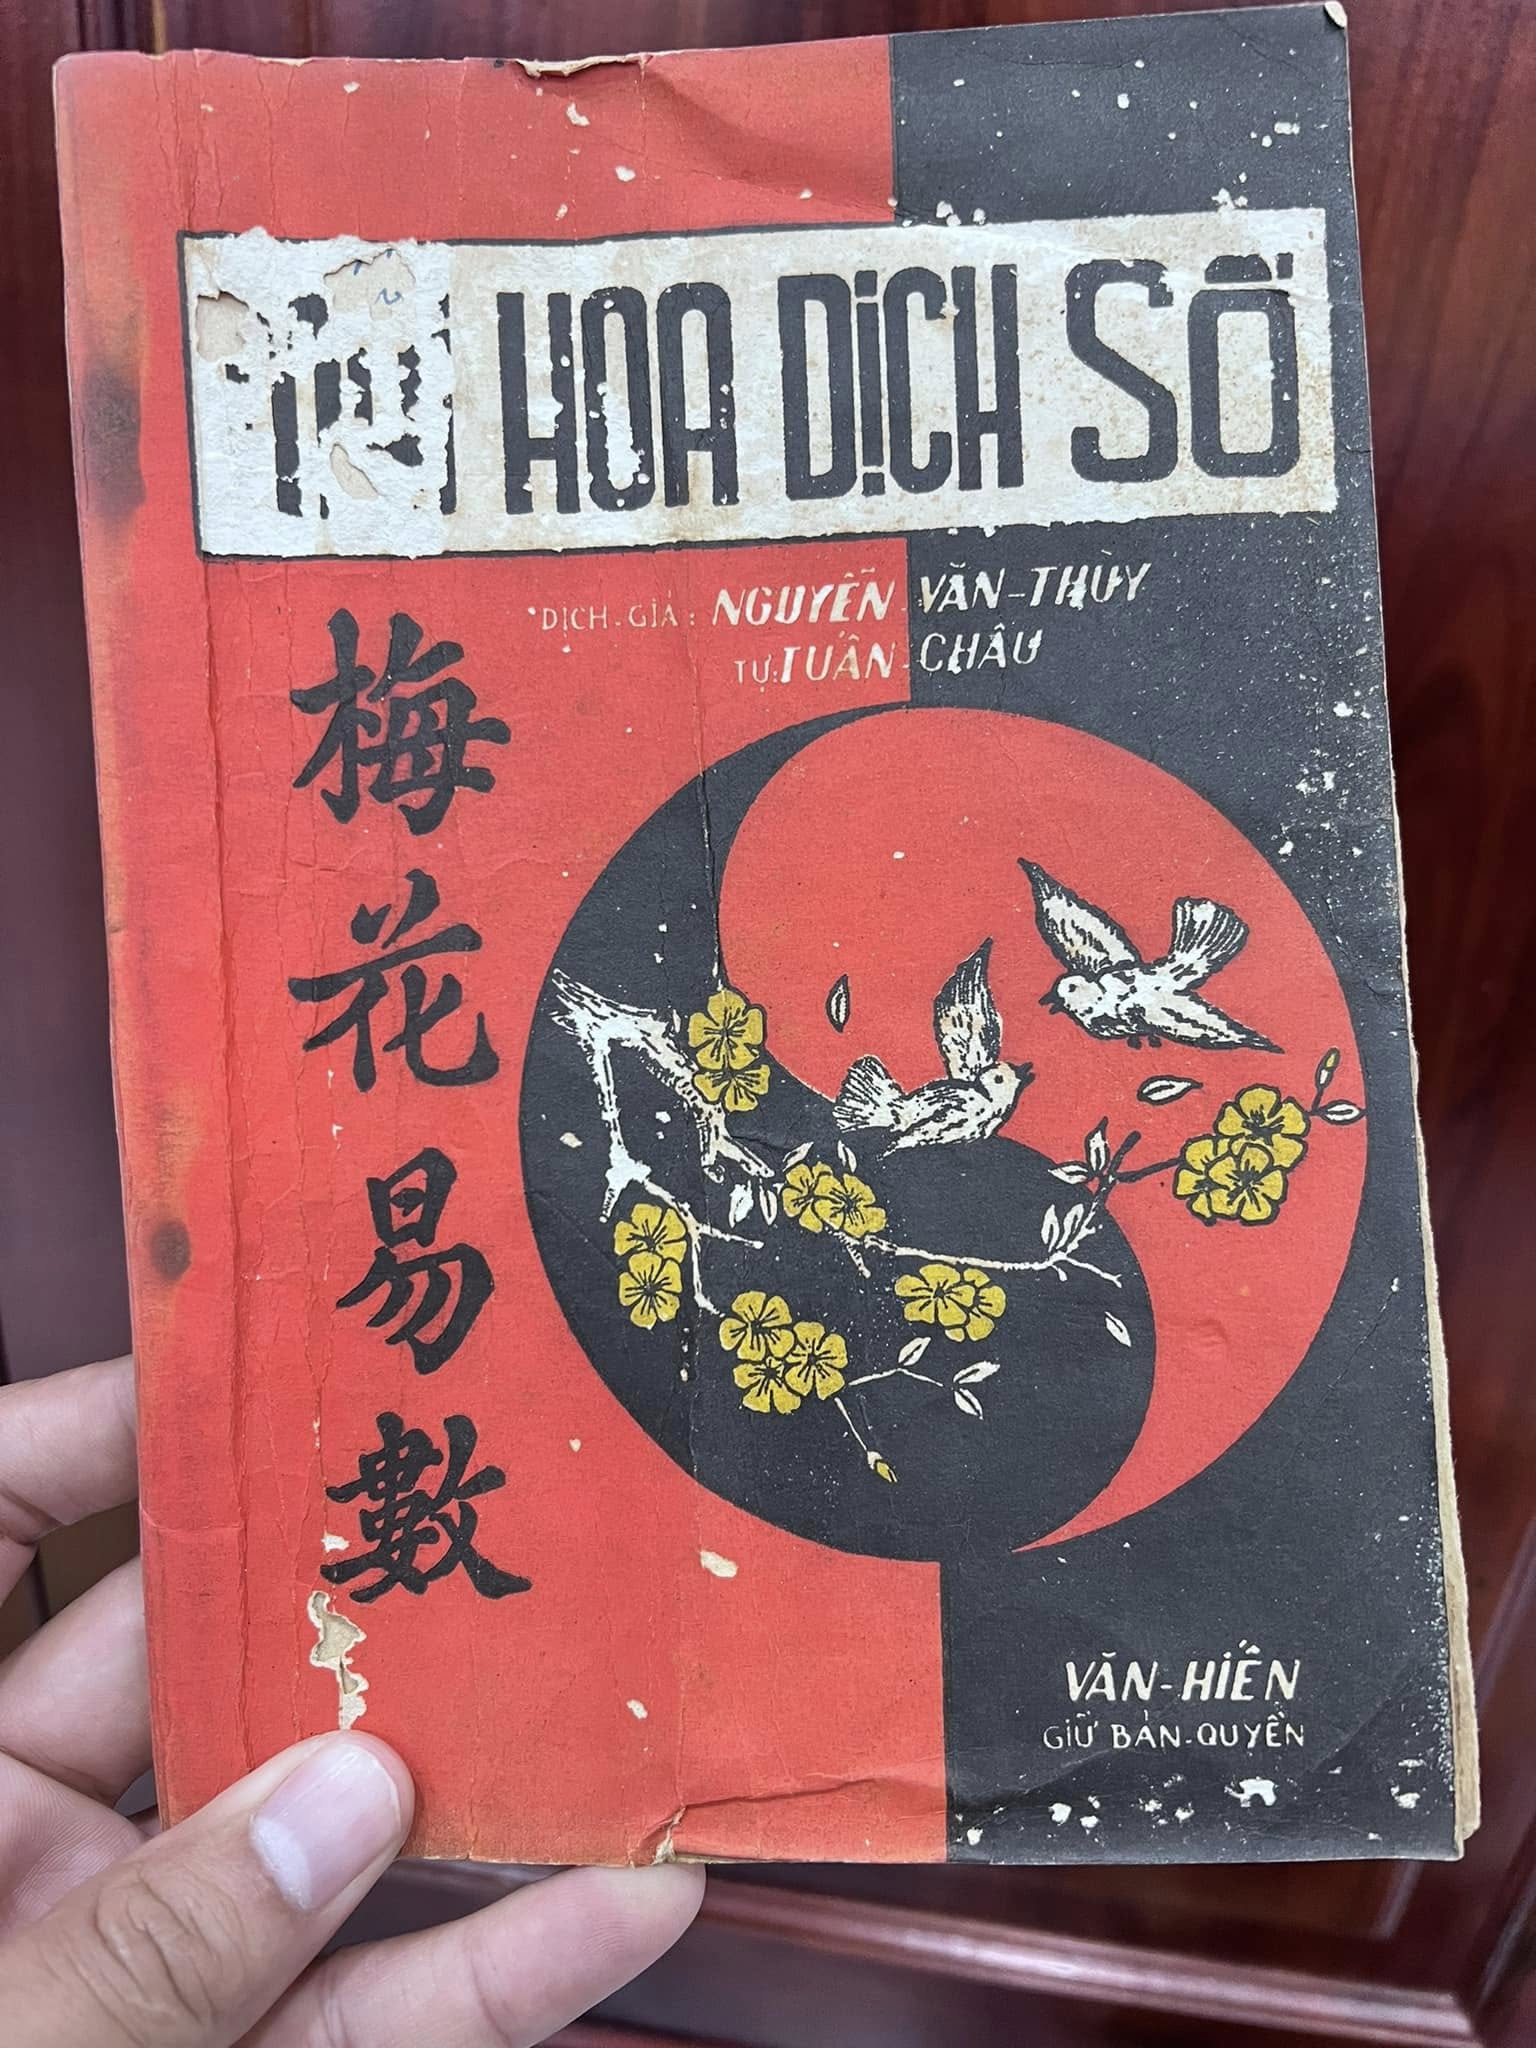 HOA DỊCH SỐ
DỊCH-GIẢ: NGUYỄN-VĂN-THÙY
TỰ: TUẤN-CHÂU
梅花易數
VĂN-HIẾN
GIỮ BẢN-QUYỀN